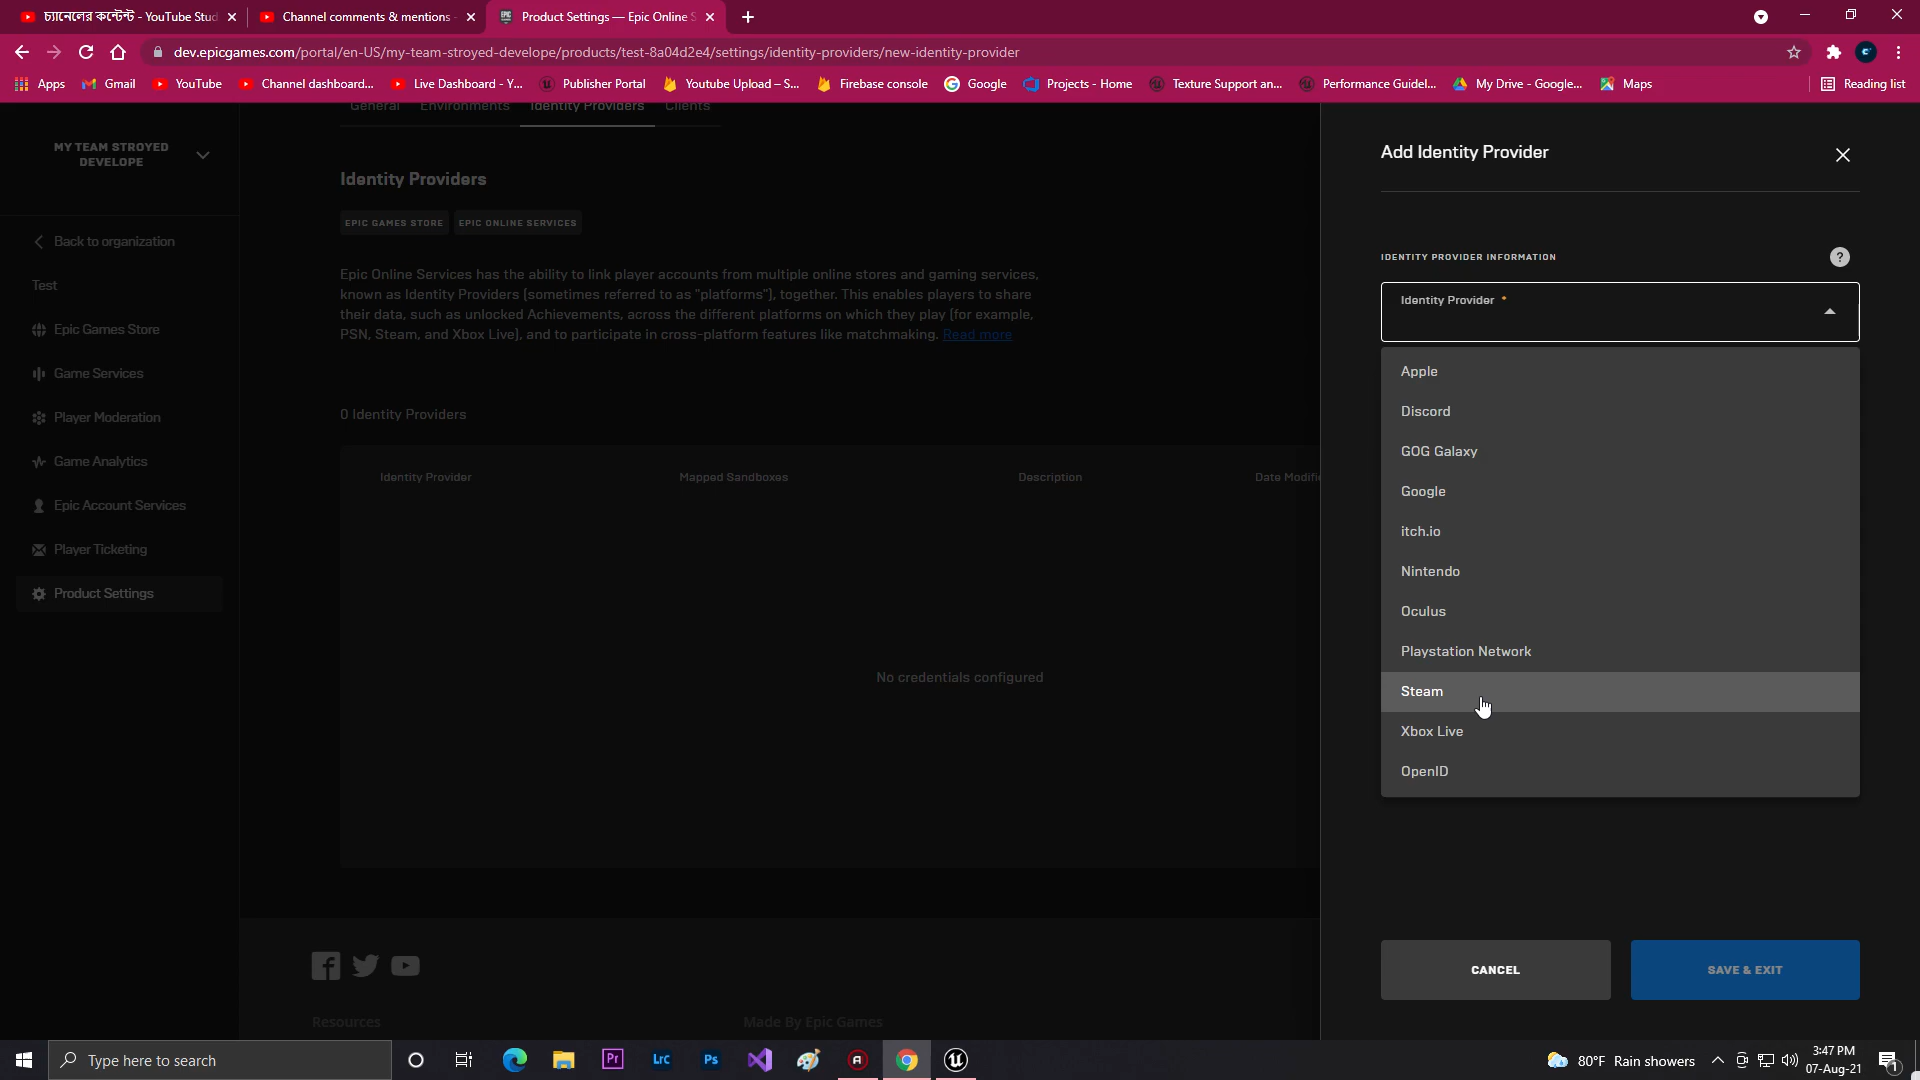 চ্যানেলের কন্টেন্ট - YouTube Stud
Channel comments & mentions -
Product Settings — Epic Online S
dev.epicgames.com/portal/en-US/my-team-stroyed-develope/products/test-8a04d2e4/settings/identity-providers/new-identity-provider
Apps
Gmail
YouTube
Channel dashboard...
Live Dashboard - Y...
Publisher Portal
Youtube Upload – S...
Firebase console
Google
Projects - Home
Texture Support an...
Performance Guidel...
My Drive - Google...
Maps
Reading list
General Environments Identity Providers Clients
MY TEAM STROYED
DEVELOPE
Back to organization
Test
Epic Games Store
Game Services
Player Moderation
Game Analytics
Epic Account Services
Player Ticketing
Product Settings
Identity Providers
EPIC GAMES STORE EPIC ONLINE SERVICES
Epic Online Services has the ability to link player accounts from multiple online stores and gaming services,
known as Identity Providers (sometimes referred to as "platforms"), together. This enables players to share
their data, such as unlocked Achievements, across the different platforms on which they play (for example,
PSN, Steam, and Xbox Live), and to participate in cross-platform features like matchmaking. Read more
0 Identity Providers
Identity Provider Mapped Sandboxes Description Date Modifie
No credentials configured
Resources
Made By Epic Games
Add Identity Provider
IDENTITY PROVIDER INFORMATION
?
Identity Provider *
Apple
Discord
GOG Galaxy
Google
itch.io
Nintendo
Oculus
Playstation Network
Steam
Xbox Live
OpenID
CANCEL
SAVE & EXIT
Type here to search
Pr
Lrc
Ps
80°F Rain showers
3:47 PM
07-Aug-21
1